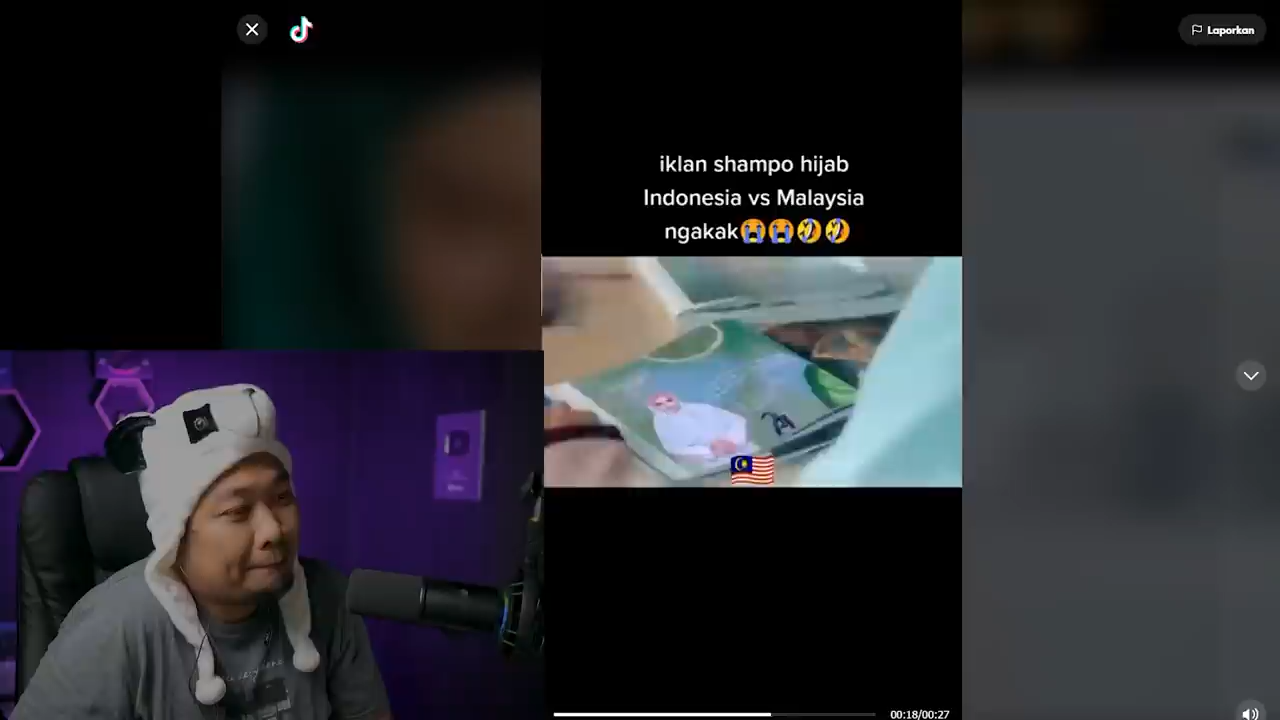 Laporkan
iklan shampo hijab
Indonesia vs Malaysia
ngakak😭😭🤣🤣
00:18/00:27